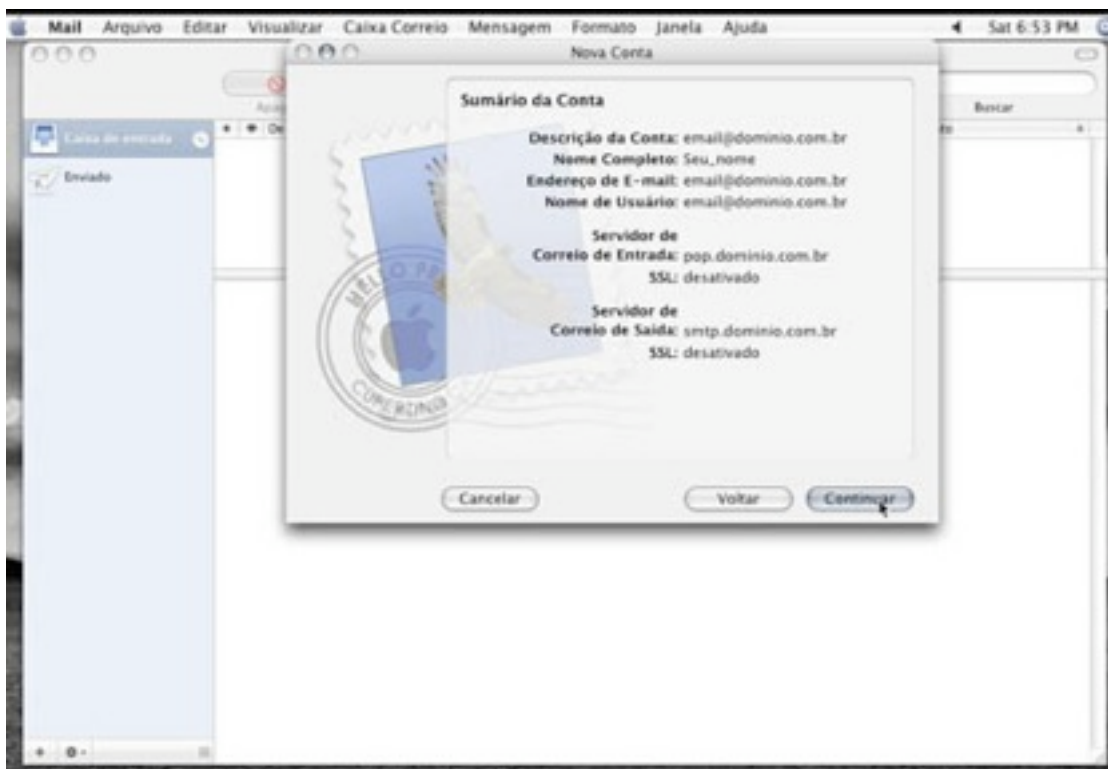 Mail Arquivo Editar Visualizar Caixa Correio Mensagem Formato Janela Ajuda Sat 6:53 PM
Nova Conta
Buscar
Caixa de entrada
Enviado
Sumário da Conta
Descrição da Conta: email@dominio.com.br
Nome Completo: Seu_nome
Endereço de E-mail: email@dominio.com.br
Nome de Usuário: email@dominio.com.br
Servidor de
Correio de Entrada: pop.dominio.com.br
SSL: desativado
Servidor de
Correio de Saída: smtp.dominio.com.br
SSL: desativado
CUPERTINO
Cancelar Voltar Continuar